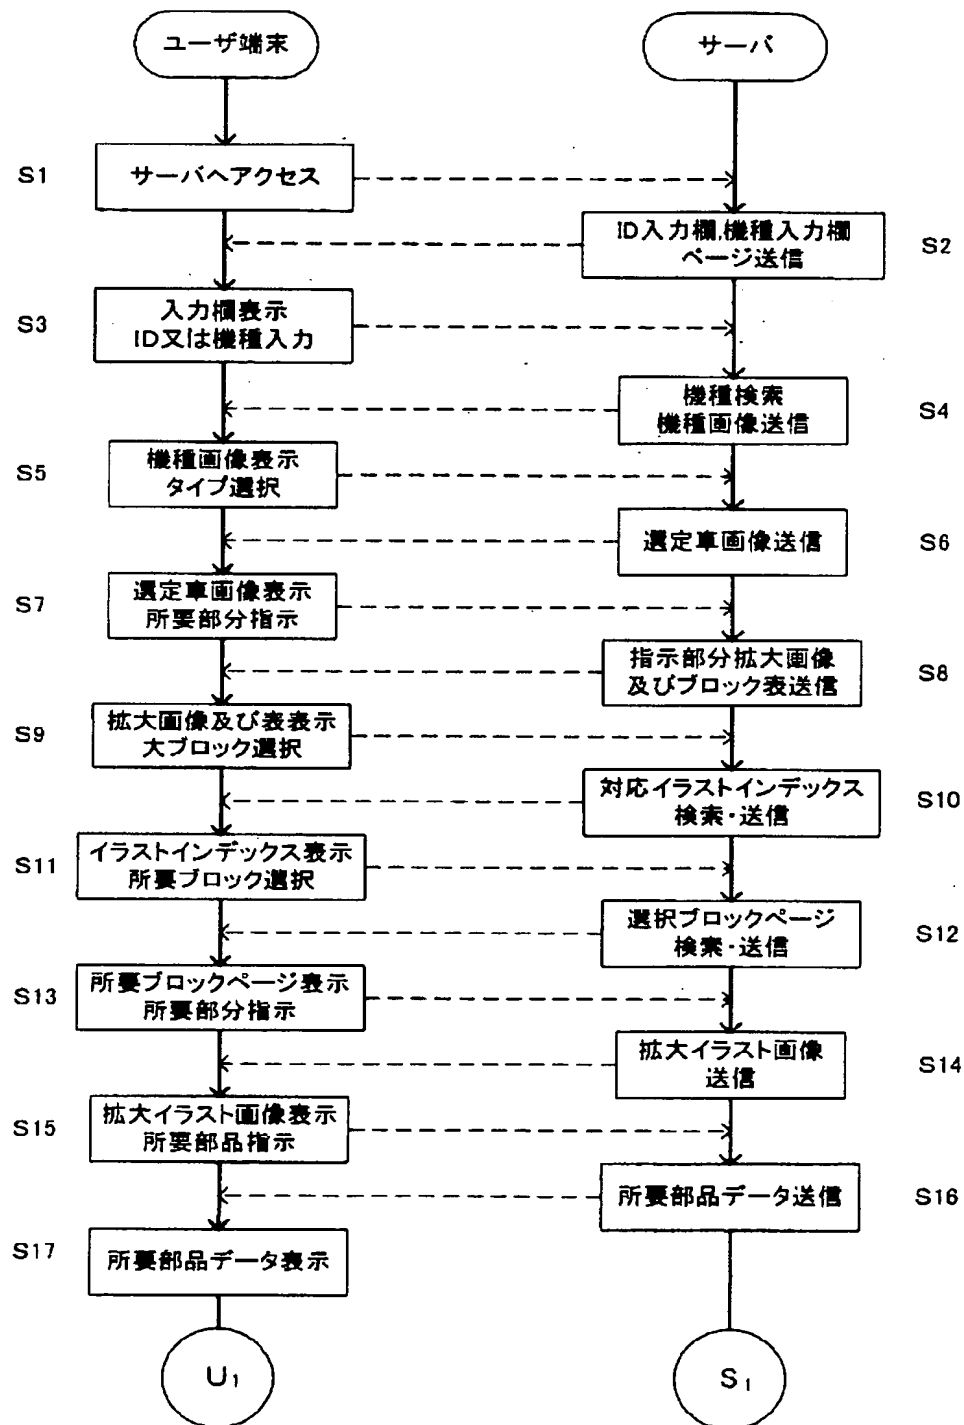 ユーザ端末
サーバ
S1
サーバへアクセス
ID入力欄,機種入力欄
ページ送信
S2
S3
入力欄表示
ID又は機種入力
機種検索
機種画像送信
S4
S5
機種画像表示
タイプ選択
選定車画像送信
S6
S7
選定車画像表示
所要部分指示
指示部分拡大画像
及びブロック表送信
S8
S9
拡大画像及び表表示
大ブロック選択
対応イラストインデックス
検索・送信
S10
S11
イラストインデックス表示
所要ブロック選択
選択ブロックページ
検索・送信
S12
S13
所要ブロックページ表示
所要部分指示
拡大イラスト画像
送信
S14
S15
拡大イラスト画像表示
所要部品指示
所要部品データ送信
S16
S17
所要部品データ表示
U1
S1